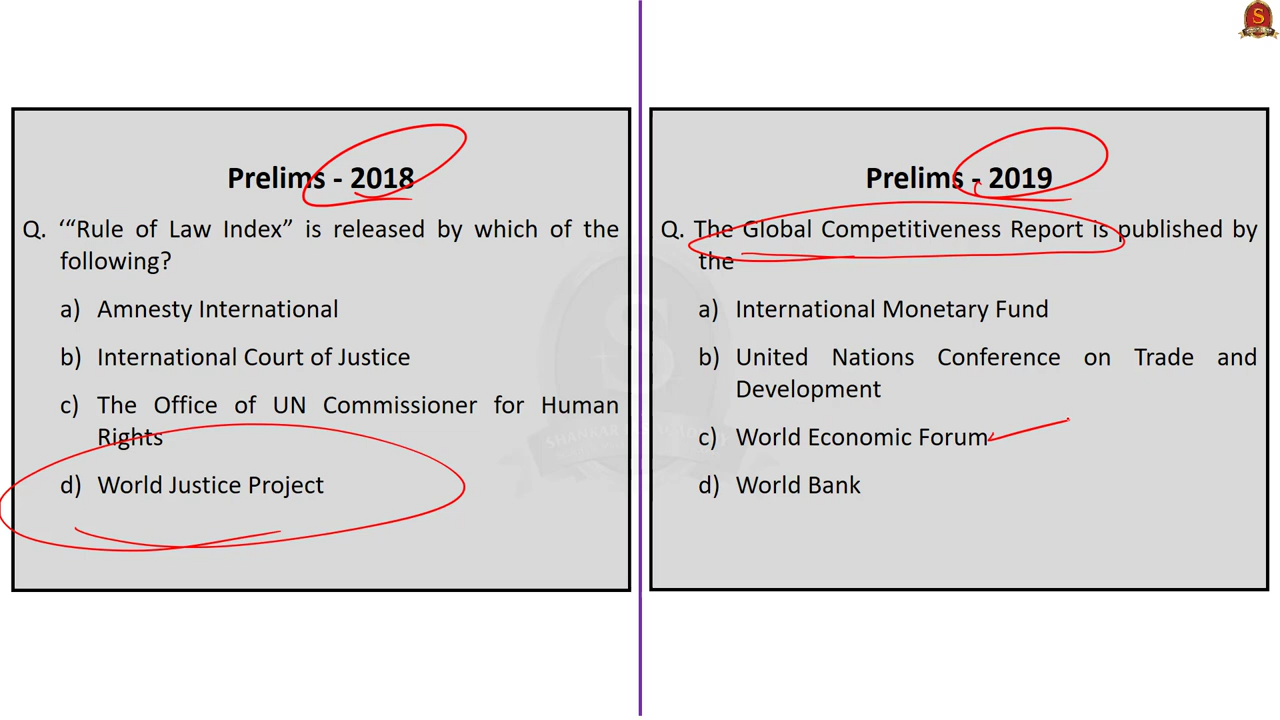 Prelims - 2018
Q. ‘“Rule of Law Index” is released by which of the
following?
a) Amnesty International
b) International Court of Justice
c) The Office of UN Commissioner for Human
Rights
d) World Justice Project
Prelims - 2019
Q. The Global Competitiveness Report is published by
the
a) International Monetary Fund
b) United Nations Conference on Trade and
Development
c) World Economic Forum
d) World Bank